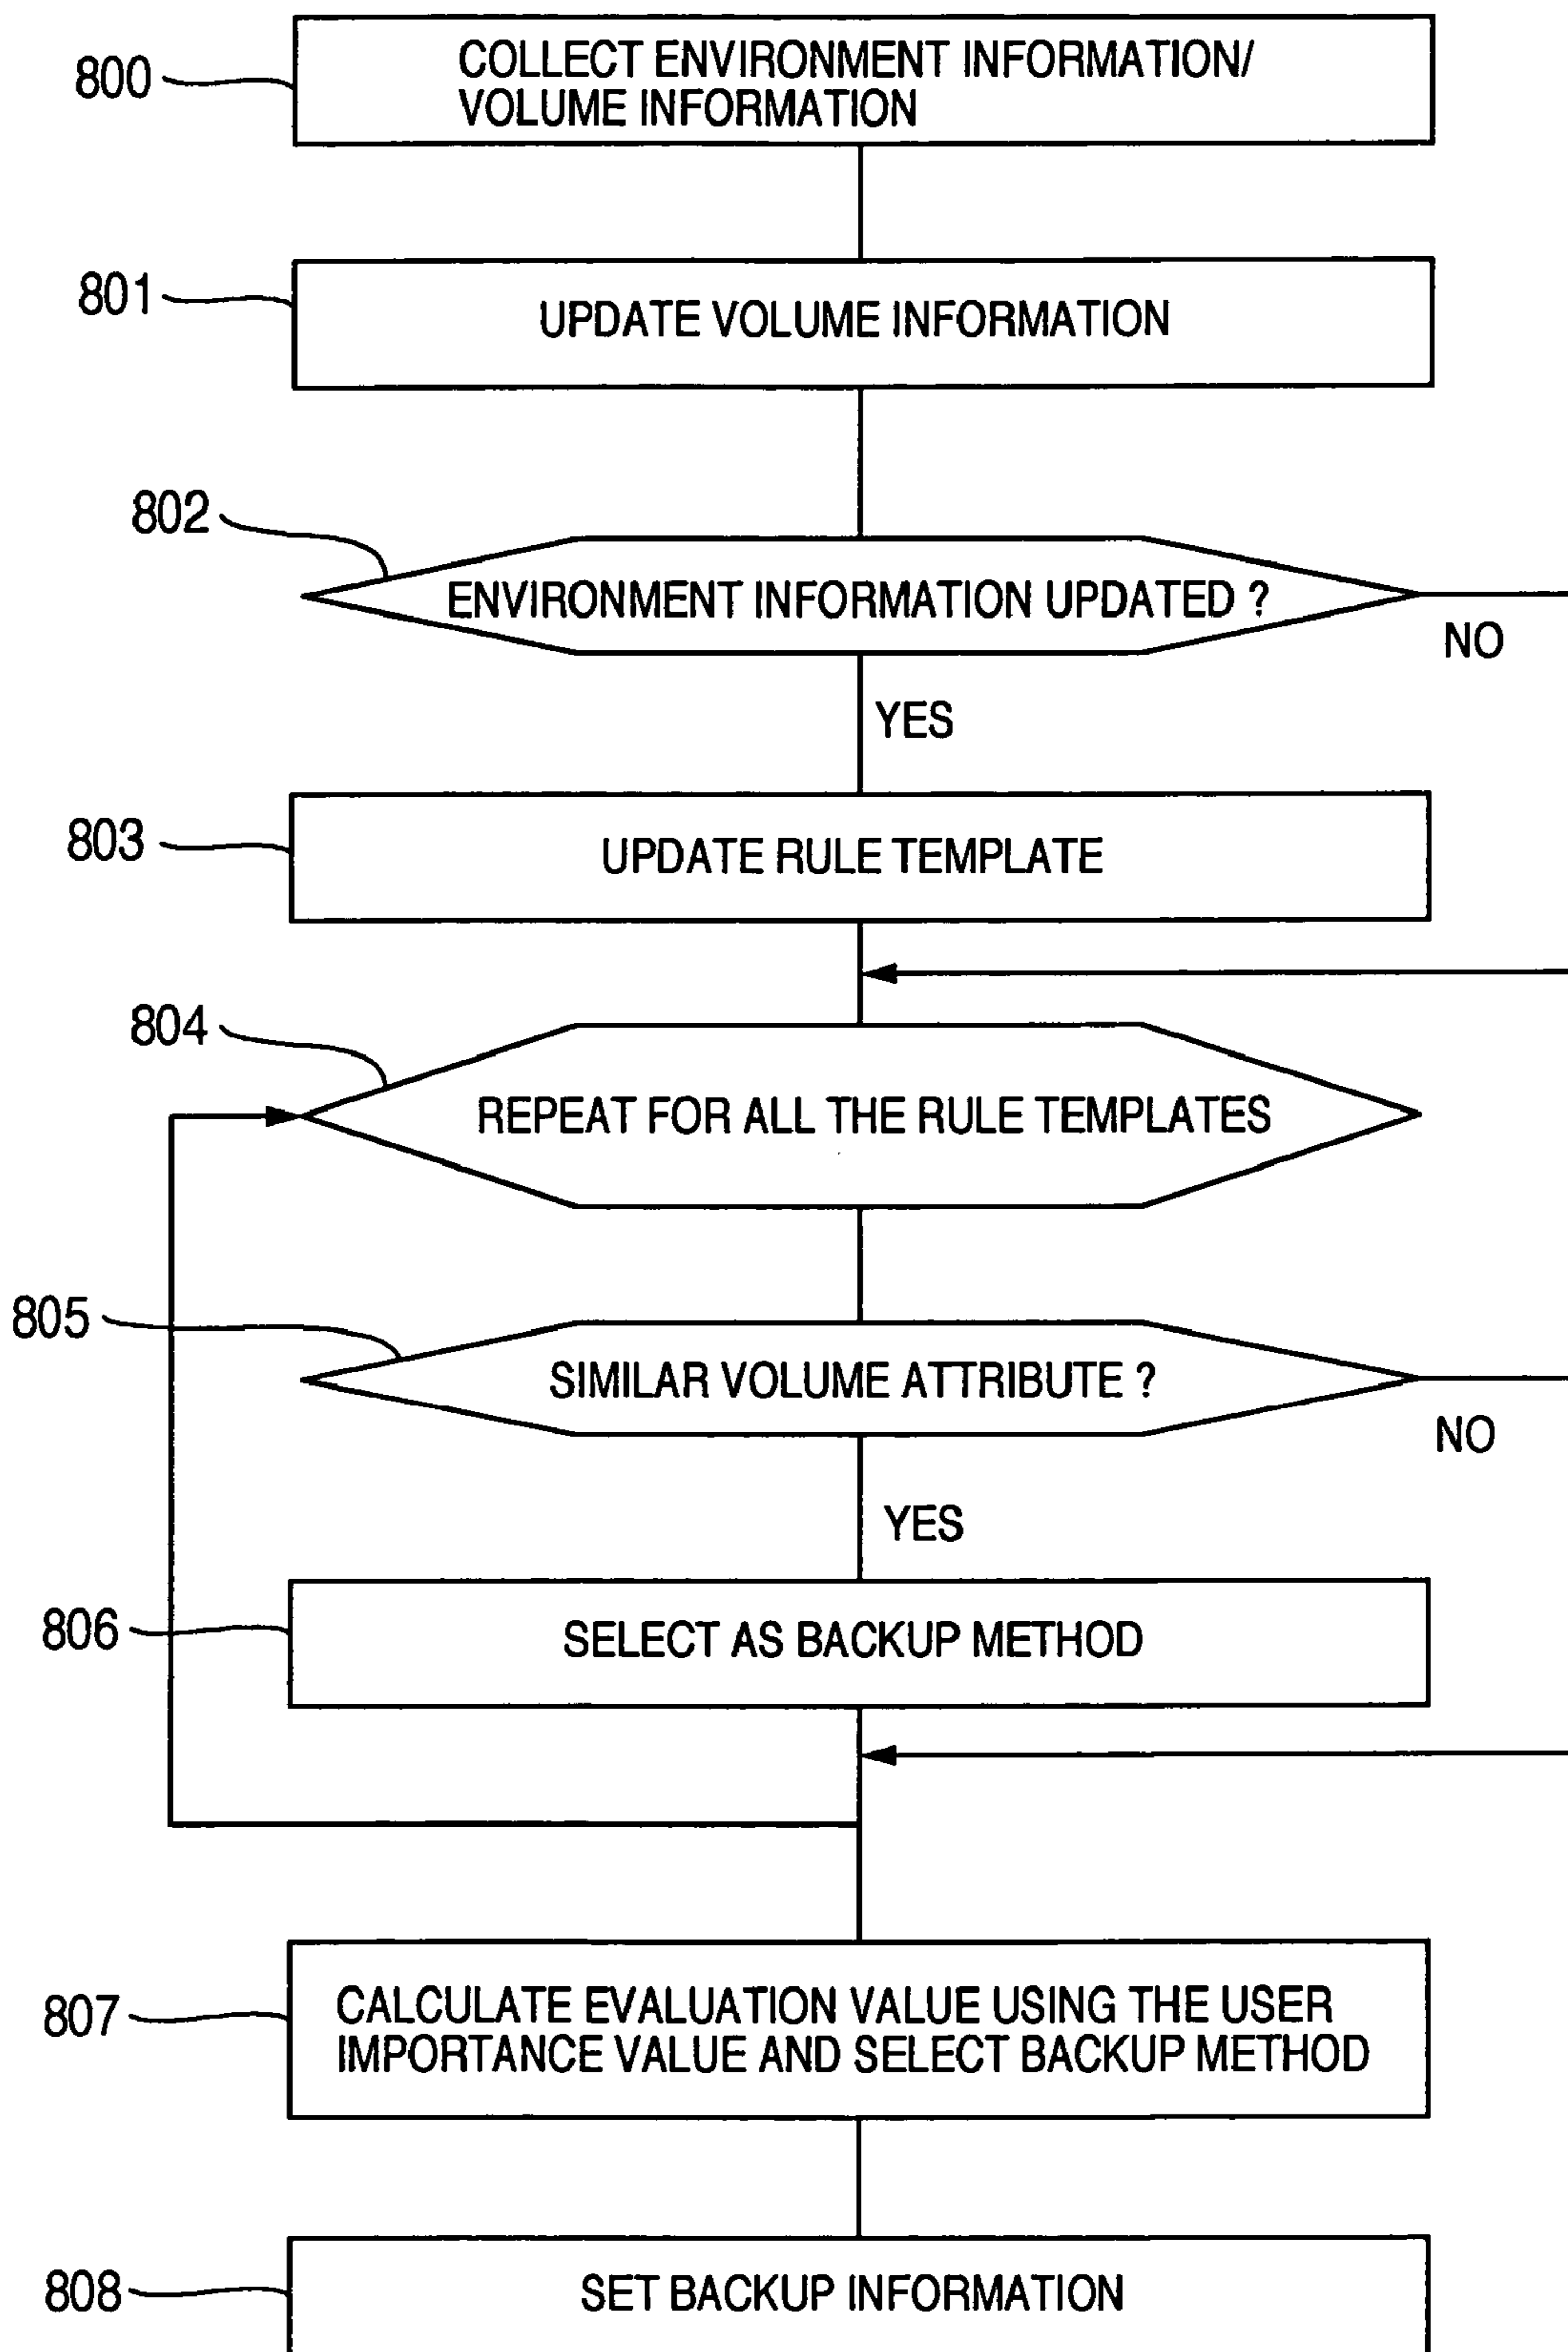 800
COLLECT ENVIRONMENT INFORMATION/
VOLUME INFORMATION
801
UPDATE VOLUME INFORMATION
802
ENVIRONMENT INFORMATION UPDATED ?
NO
YES
803
UPDATE RULE TEMPLATE
804
REPEAT FOR ALL THE RULE TEMPLATES
805
SIMILAR VOLUME ATTRIBUTE ?
NO
YES
806
SELECT AS BACKUP METHOD
807
CALCULATE EVALUATION VALUE USING THE USER
IMPORTANCE VALUE AND SELECT BACKUP METHOD
808
SET BACKUP INFORMATION